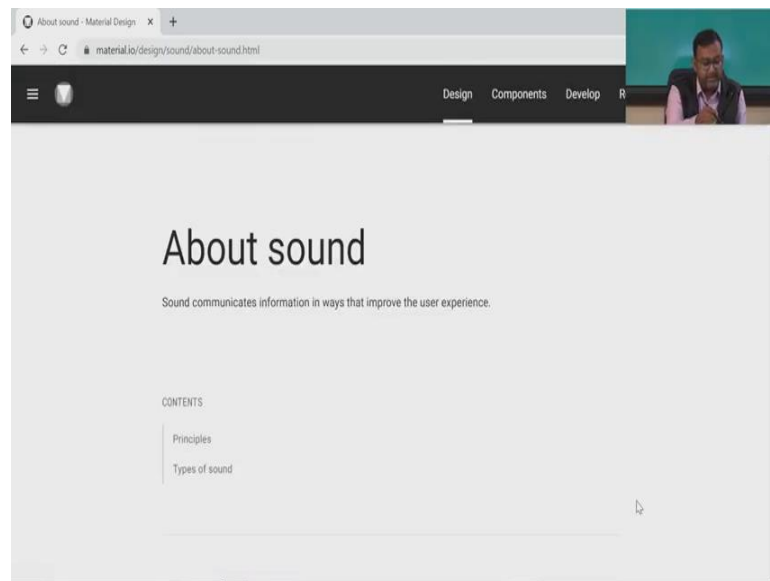 About sound - Material Design
material.io/design/sound/about-sound.html
Design Components Develop R
About sound
Sound communicates information in ways that improve the user experience.
CONTENTS
Principles
Types of sound